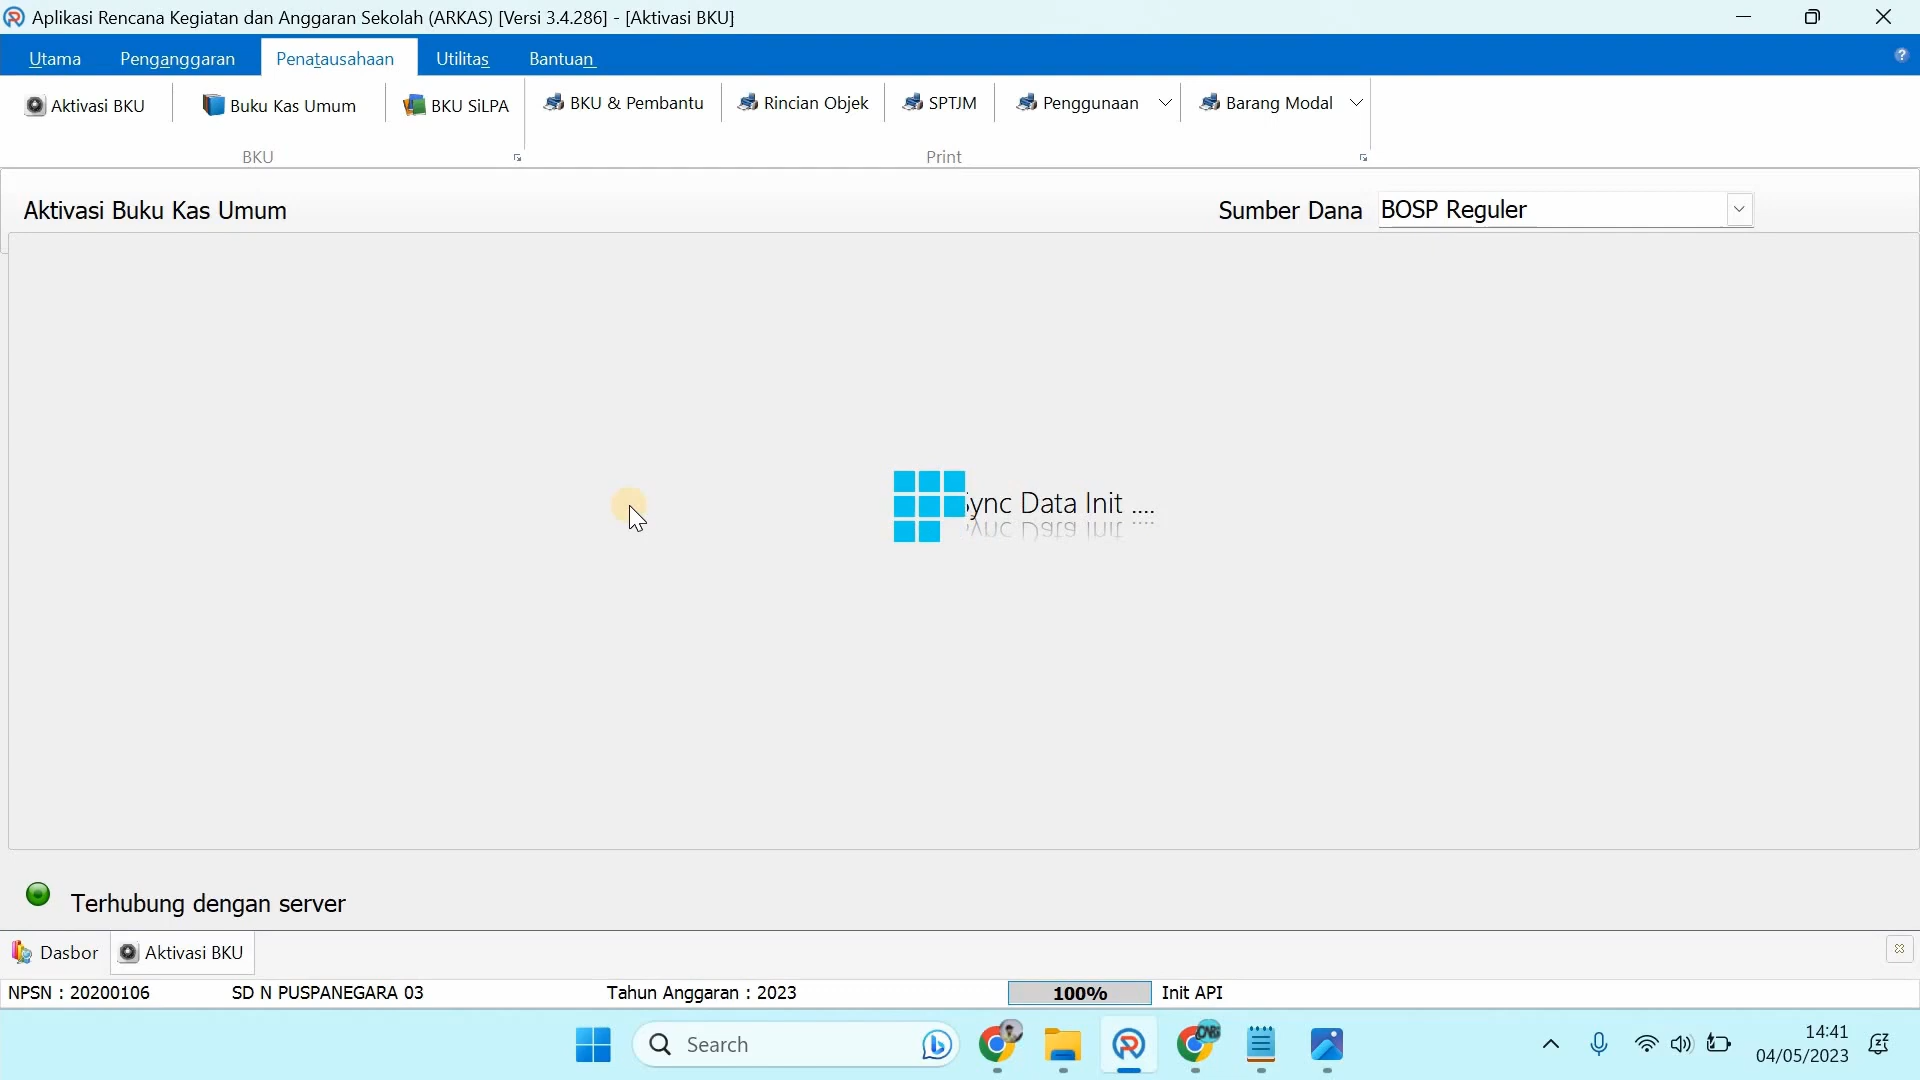 Aplikasi Rencana Kegiatan dan Anggaran Sekolah (ARKAS) [Versi 3.4.286] - [Aktivasi BKU]
Utama Penganggaran Penatausahaan Utilitas Bantuan
Aktivasi BKU Buku Kas Umum BKU SiLPA BKU & Pembantu Rincian Objek SPTJM Penggunaan Barang Modal
BKU Print
Aktivasi Buku Kas Umum Sumber Dana BOSP Reguler
ync Data Init ....
Terhubung dengan server
Dasbor Aktivasi BKU
NPSN : 20200106 SD N PUSPANEGARA 03 Tahun Anggaran : 2023 100% Init API
Search
14:41
04/05/2023